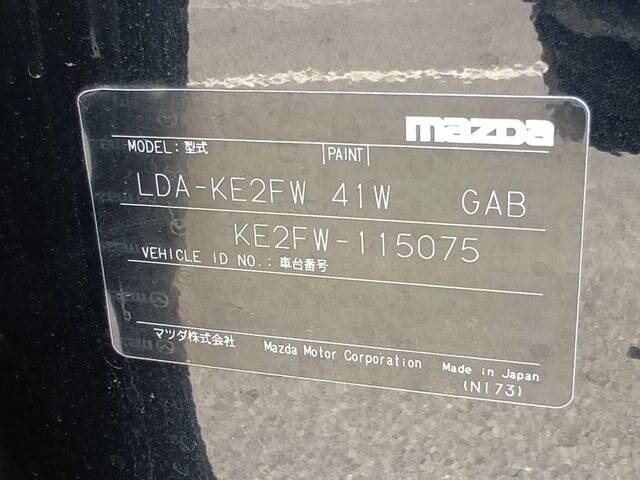 mazda
MODEL:型式 |PAINT|
LDA-KE2FW 41W GAB
KE2FW-115075
VEHICLE ID NO.:車台番号
マツダ株式会社 Mazda Motor Corporation Made in Japan
(N173)